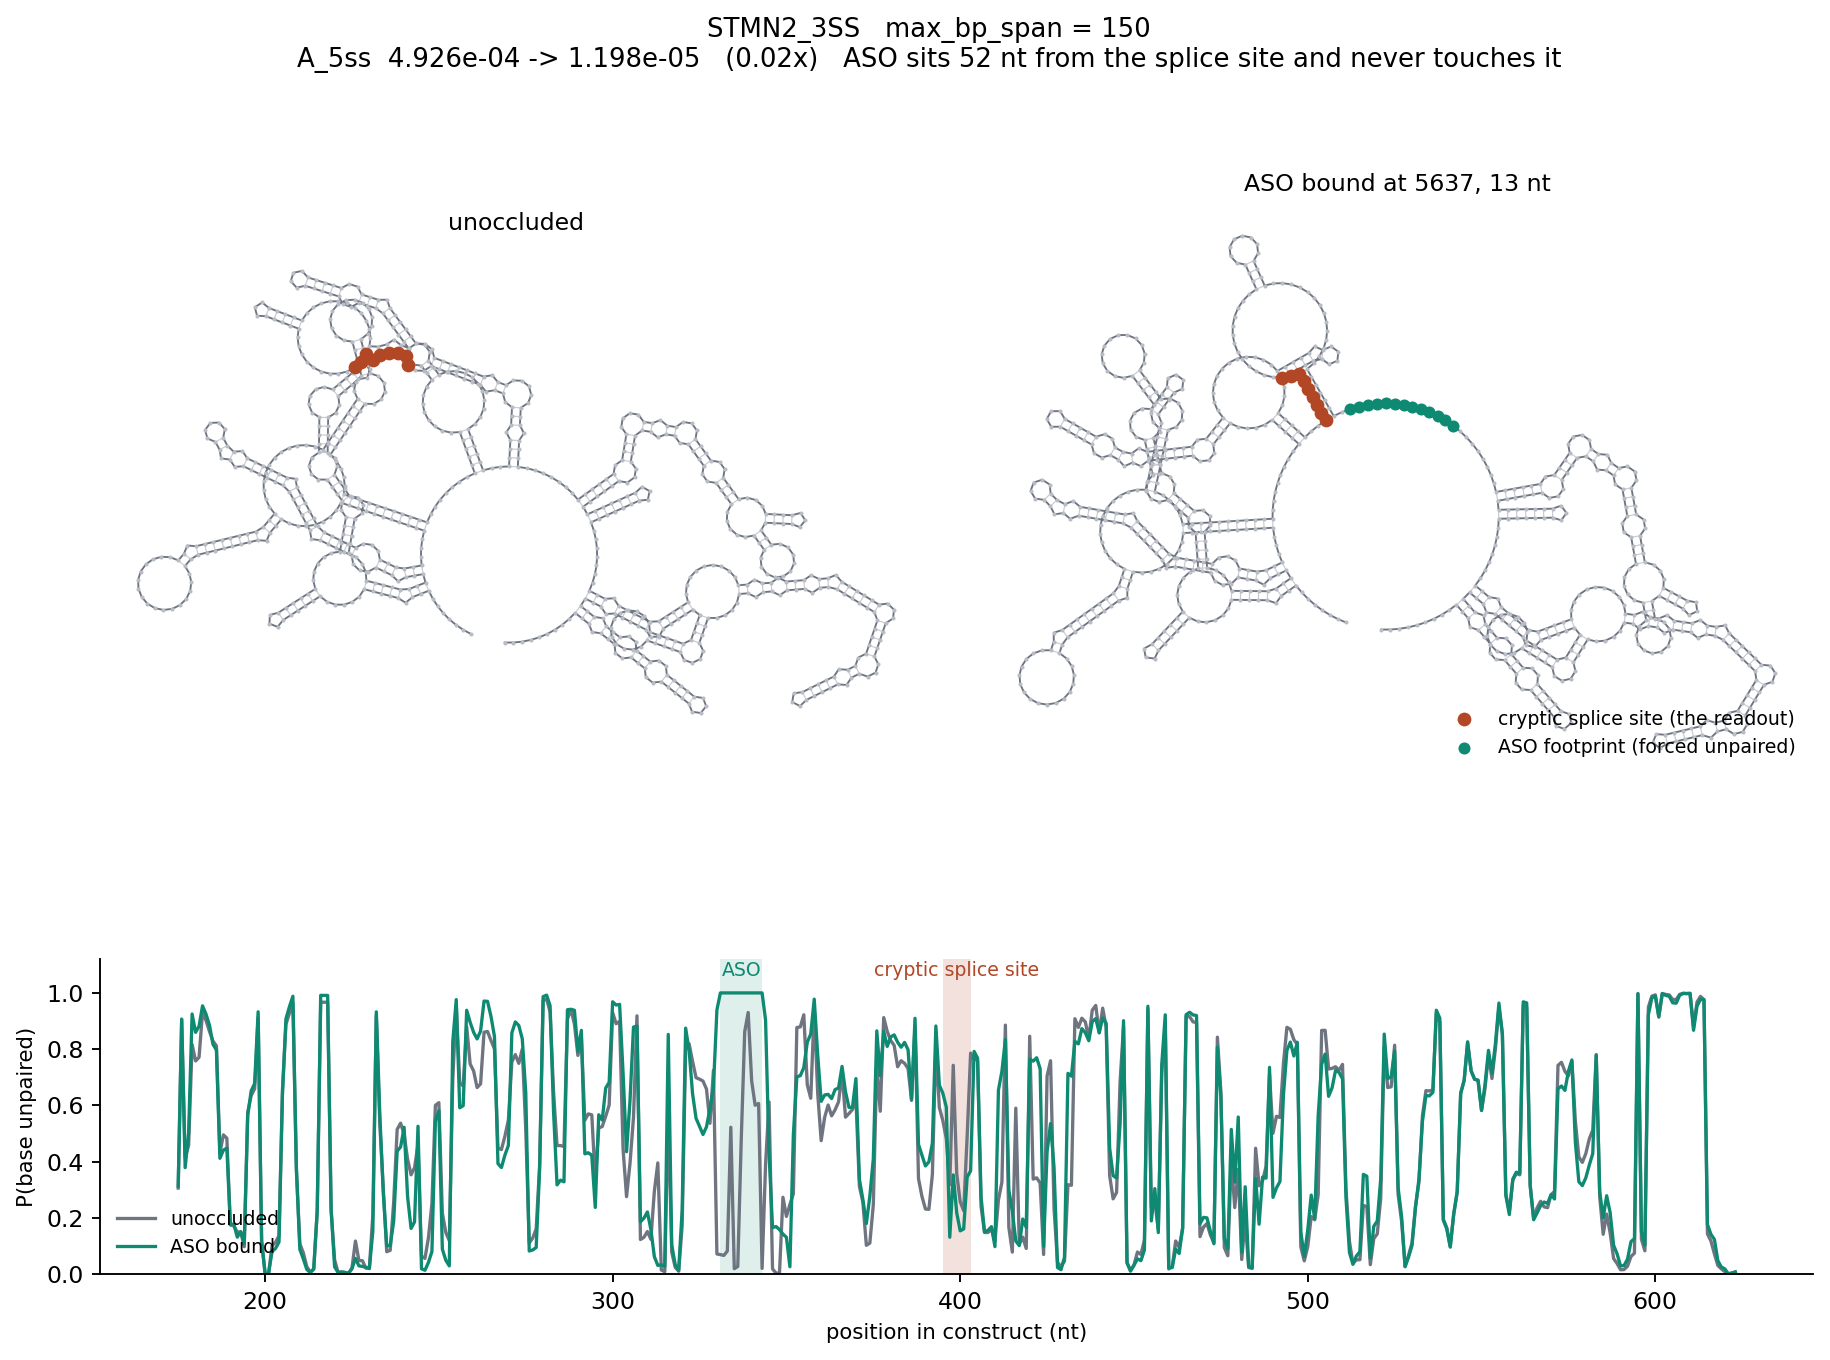 STMN2_3SS   max_bp_span = 150
A_5ss  4.926e-04 -> 1.198e-05   (0.02x)   ASO sits 52 nt from the splice site and never touches it
unoccluded
ASO bound at 5637, 13 nt
cryptic splice site (the readout)
ASO footprint (forced unpaired)
ASO
cryptic splice site
P(base unpaired)
1.0
0.8
0.6
0.4
0.2
0.0
unoccluded
ASO bound
200
300
400
500
600
position in construct (nt)